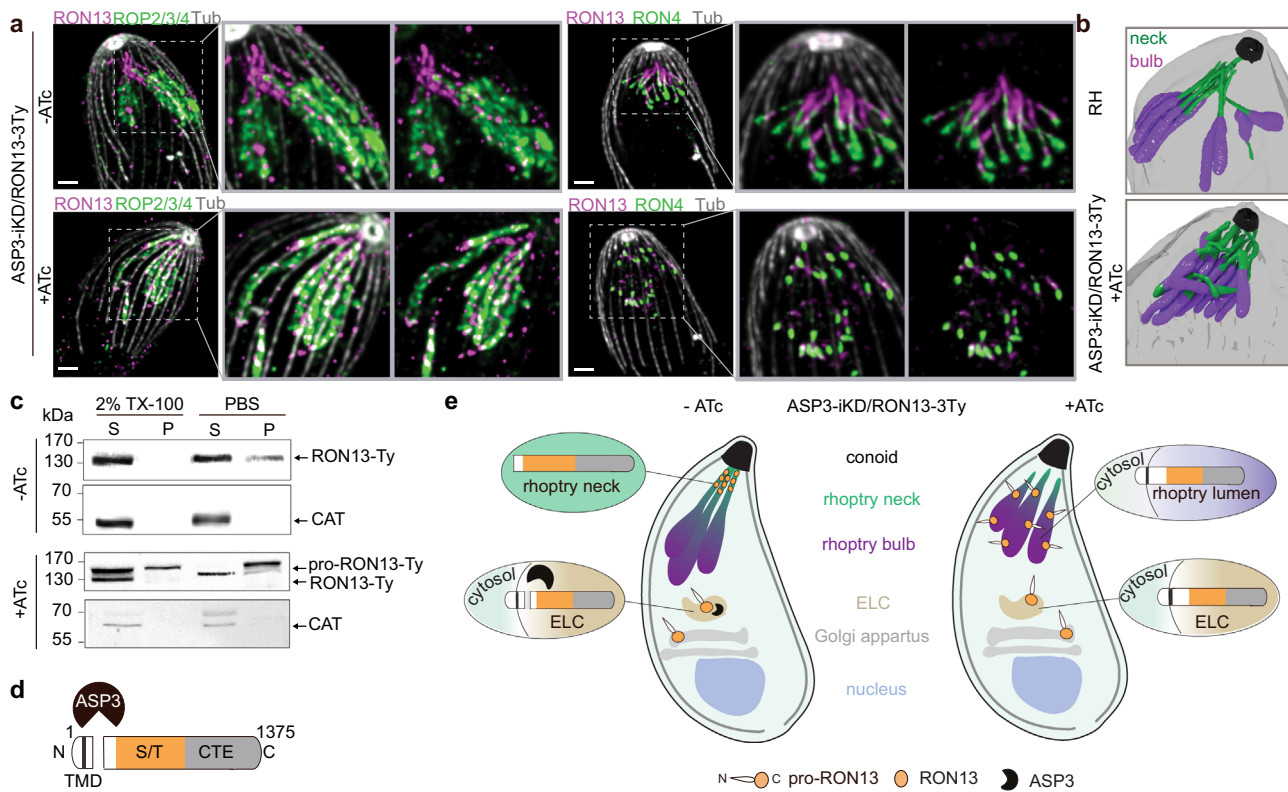 a
ASP3-iKD/RON13-3Ty
-ATc
+ATc
RON13 ROP2/3/4 Tub
RON13 RON4 Tub
RON13 ROP2/3/4 Tub
RON13 RON4 Tub
b
neck
bulb
RH
ASP3-iKD/RON13-3Ty
+ATc
c
2% TX-100 PBS
kDa S P S P
-ATc
170
130
RON13-Ty
70
55
CAT
+ATc
170
130
pro-RON13-Ty
RON13-Ty
70
55
CAT
d
ASP3
1 1375
N S/T CTE C
TMD
e
- ATc ASP3-iKD/RON13-3Ty +ATc
conoid
rhoptry neck
rhoptry neck
rhoptry bulb
cytosol
rhoptry lumen
cytosol
ELC
ELC
Golgi appartus
nucleus
cytosol
ELC
N C pro-RON13 RON13 ASP3